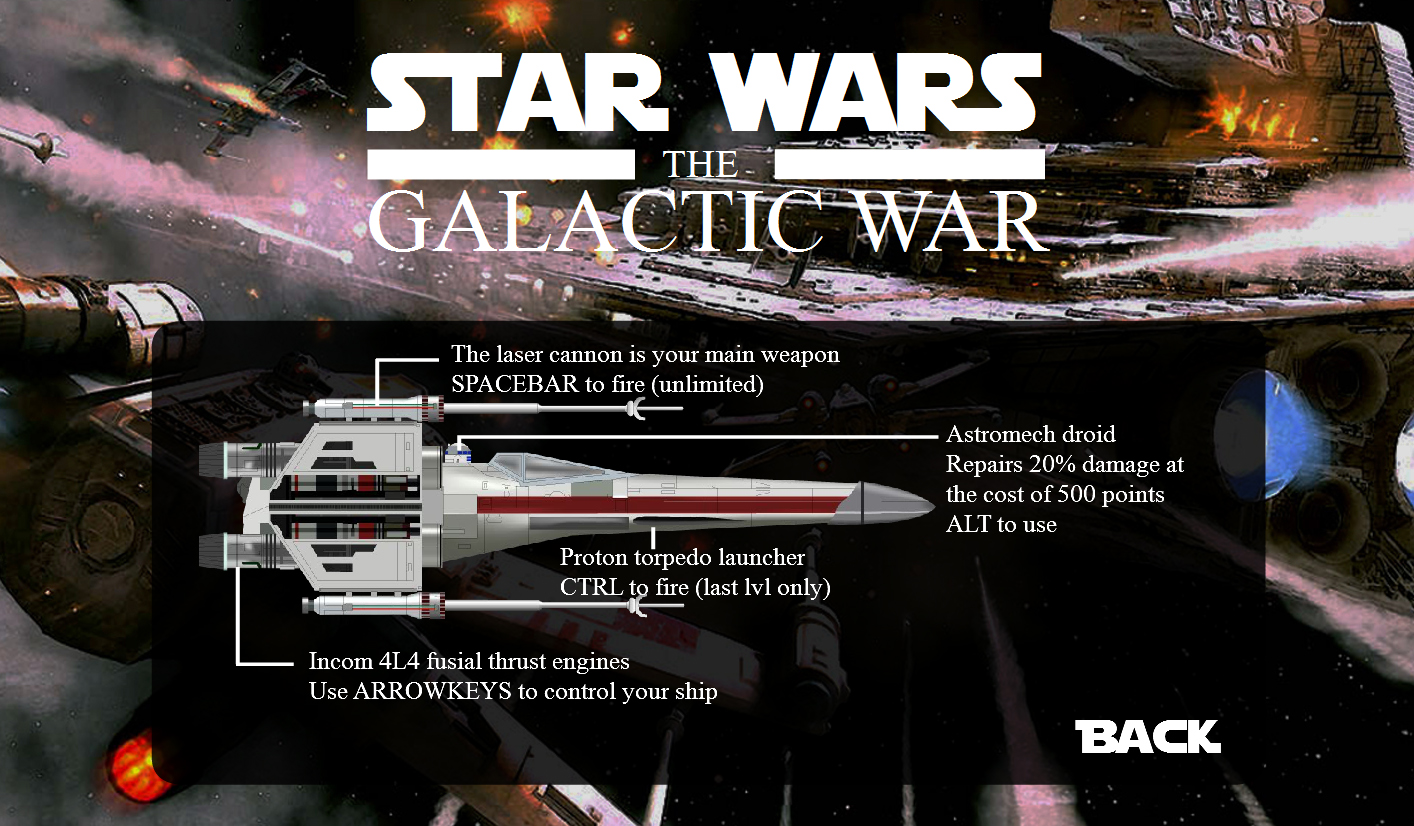 STAR WARS
THE
GALACTIC WAR
The laser cannon is your main weapon
SPACEBAR to fire (unlimited)
Astromech droid
Repairs 20% damage at
the cost of 500 points
ALT to use
Proton torpedo launcher
CTRL to fire (last lvl only)
Incom 4L4 fusial thrust engines
Use ARROWKEYS to control your ship
BACK